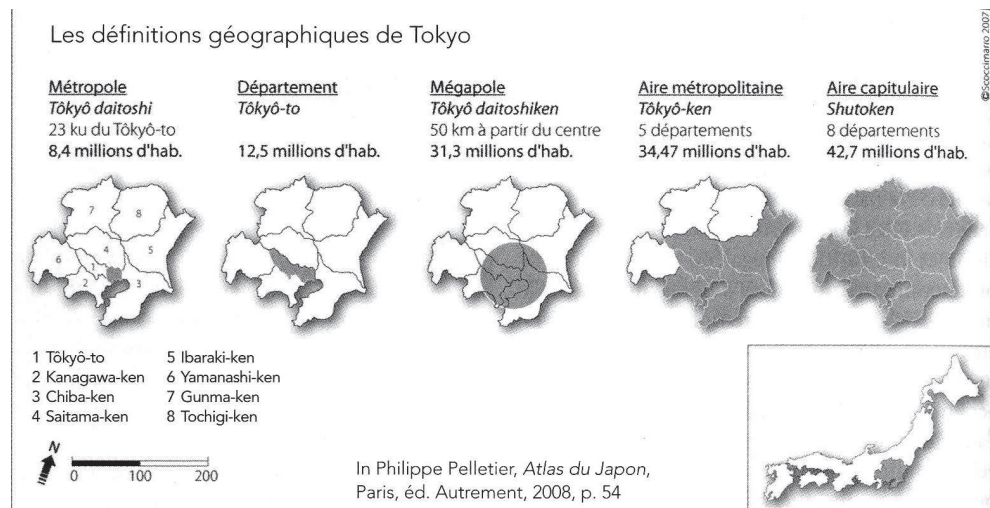 Les définitions géographiques de Tokyo
©Scoccimarro 2007
Métropole
Tôkyô daitoshi
23 ku du Tôkyô-to
8,4 millions d'hab.
Département
Tôkyô-to
12,5 millions d'hab.
Mégapole
Tôkyô daitoshiken
50 km à partir du centre
31,3 millions d'hab.
Aire métropolitaine
Tôkyô-ken
5 départements
34,47 millions d'hab.
Aire capitulaire
Shutoken
8 départements
42,7 millions d'hab.
7 8
4 5
6 1
2 3
1 Tôkyô-to
2 Kanagawa-ken
3 Chiba-ken
4 Saitama-ken
5 Ibaraki-ken
6 Yamanashi-ken
7 Gunma-ken
8 Tochigi-ken
N
0 100 200
In Philippe Pelletier, Atlas du Japon,
Paris, éd. Autrement, 2008, p. 54